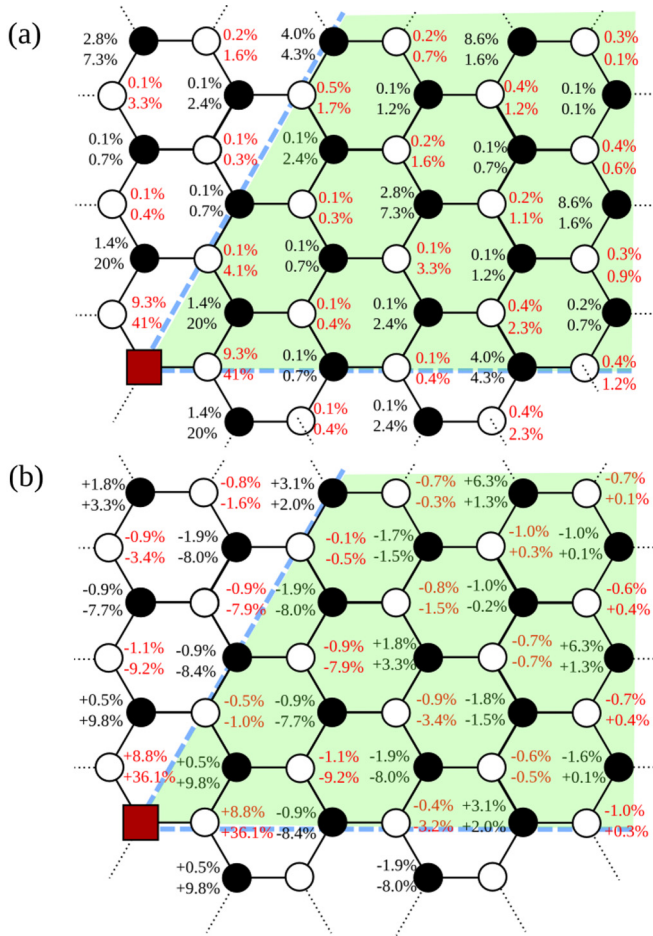 (a)
2.8% 0.2% 4.0% 0.2% 8.6% 0.3%
7.3% 1.6% 4.3% 0.7% 1.6% 0.1%
0.1% 0.1% 0.5% 0.1% 0.4% 0.1%
3.3% 2.4% 1.7% 1.2% 1.2% 0.1%
0.1% 0.1% 0.1% 0.2% 0.1% 0.4%
0.7% 0.3% 2.4% 1.6% 0.7% 0.6%
0.1% 0.1% 0.1% 2.8% 0.2% 8.6%
0.4% 0.7% 0.3% 7.3% 1.1% 1.6%
1.4% 0.1% 0.1% 0.1% 0.1% 0.3%
20% 4.1% 0.7% 3.3% 1.2% 0.9%
9.3% 1.4% 0.1% 0.1% 0.4% 0.2%
41% 20% 0.4% 2.4% 2.3% 0.7%
9.3% 0.1% 0.1% 4.0% 0.4%
41% 0.7% 0.4% 4.3% 1.2%
1.4% 0.1% 0.1% 0.4%
20% 0.4% 2.4% 2.3%
(b)
+1.8% -0.8% +3.1% -0.7% +6.3% -0.7%
+3.3% -1.6% +2.0% -0.3% +1.3% +0.1%
-0.9% -1.9% -0.1% -1.7% -1.0% -1.0%
-3.4% -8.0% -0.5% -1.5% +0.3% +0.1%
-0.9% -0.9% -1.9% -0.8% -1.0% -0.6%
-7.7% -7.9% -8.0% -1.5% -0.2% +0.4%
-1.1% -0.9% -0.9% +1.8% -0.7% +6.3%
-9.2% -8.4% -7.9% +3.3% -0.7% +1.3%
+0.5% -0.5% -0.9% -0.9% -1.8% -0.7%
+9.8% -1.0% -7.7% -3.4% -1.5% +0.4%
+8.8% +0.5% -1.1% -1.9% -0.6% -1.6%
+36.1% +9.8% -9.2% -8.0% -0.5% +0.1%
+8.8% -0.9% -0.4% +3.1% -1.0%
+36.1% -8.4% -3.2% +2.0% +0.3%
+0.5% -1.9%
+9.8% -8.0%